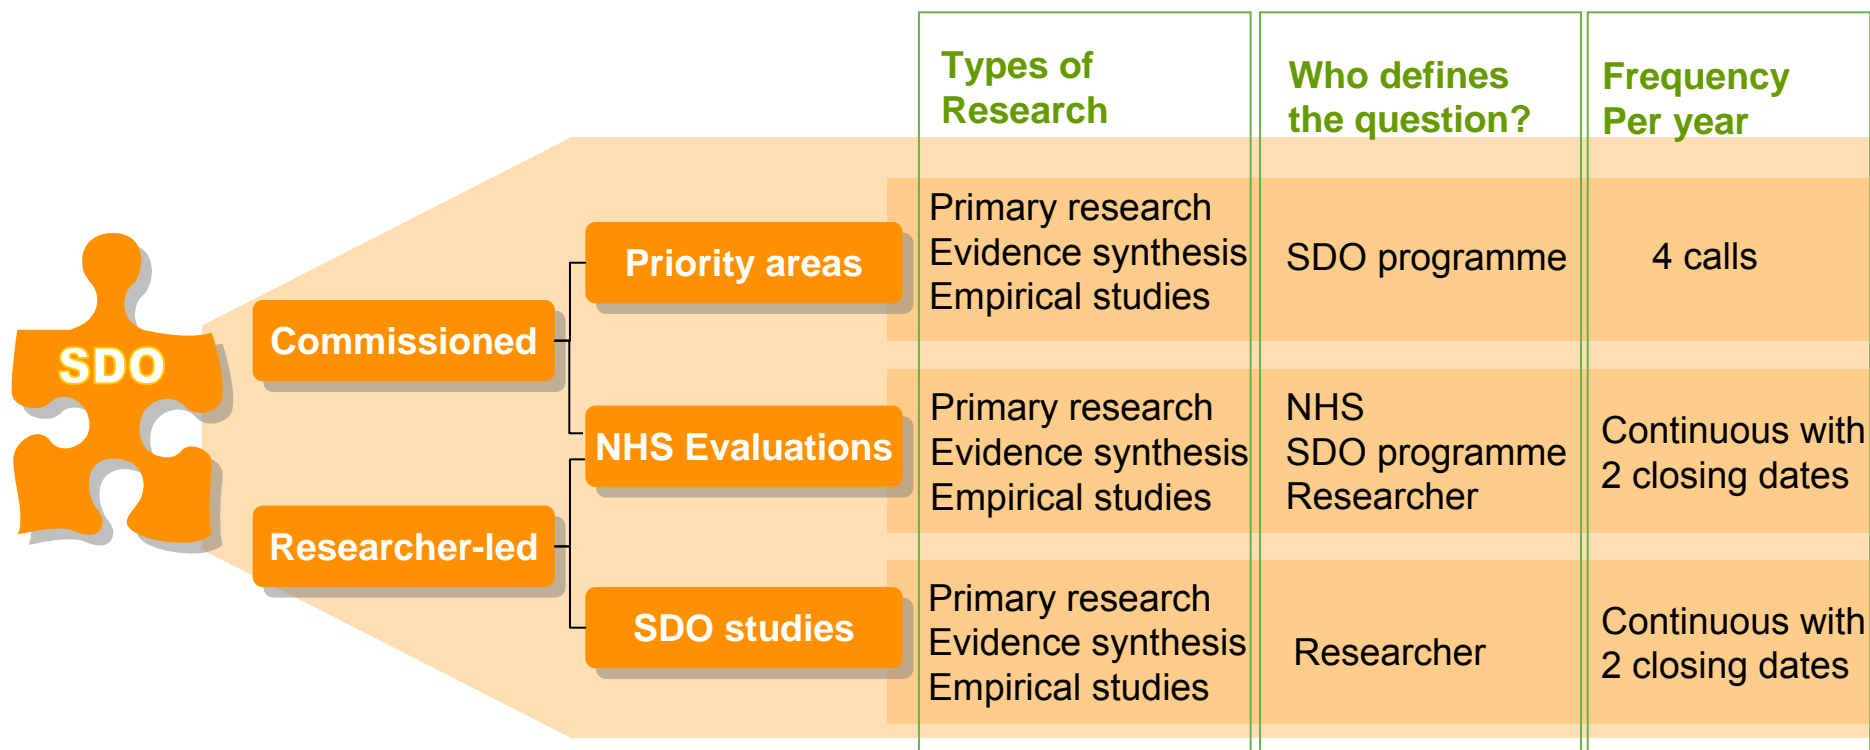 Types of
Research
Who defines
the question?
Frequency
Per year
SDO
Commissioned
Researcher-led
Priority areas
Primary research
Evidence synthesis
Empirical studies
SDO programme
4 calls
NHS Evaluations
Primary research
Evidence synthesis
Empirical studies
NHS
SDO programme
Researcher
Continuous with
2 closing dates
SDO studies
Primary research
Evidence synthesis
Empirical studies
Researcher
Continuous with
2 closing dates